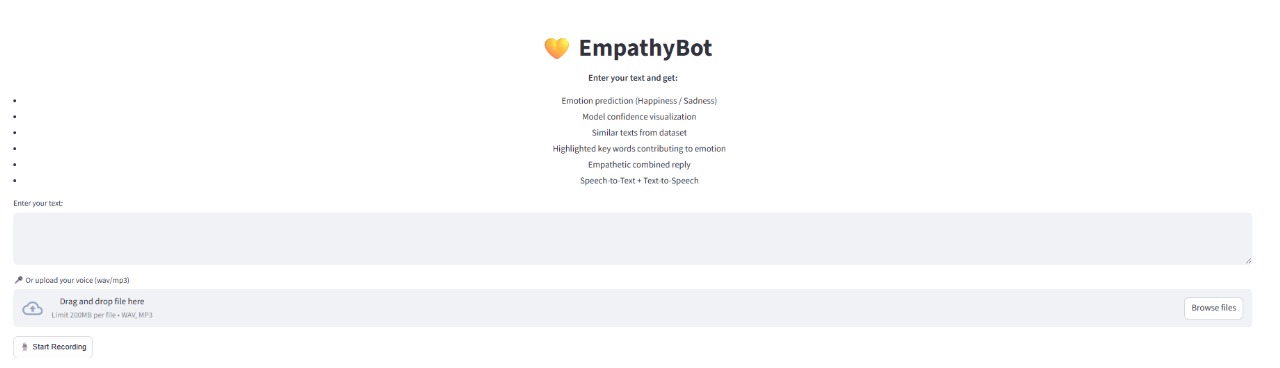 EmpathyBot
Enter your text and get:
• Emotion prediction (Happiness / Sadness)
• Model confidence visualization
• Similar texts from dataset
• Highlighted key words contributing to emotion
• Empathetic combined reply
• Speech-to-Text + Text-to-Speech
Enter your text:
Or upload your voice (wav/mp3)
Drag and drop file here
Limit 200MB per file • WAV, MP3
Browse files
Start Recording